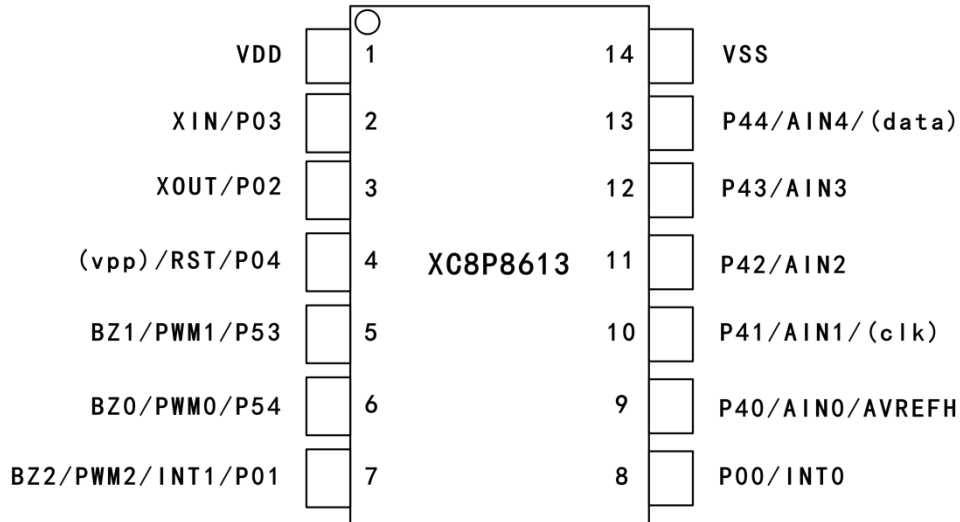 VDD 1 14 VSS
XIN/P03 2 13 P44/AIN4/(data)
XOUT/P02 3 12 P43/AIN3
(vpp)/RST/P04 4 XC8P8613 11 P42/AIN2
BZ1/PWM1/P53 5 10 P41/AIN1/(clk)
BZ0/PWM0/P54 6 9 P40/AIN0/AVREFH
BZ2/PWM2/INT1/P01 7 8 P00/INT0